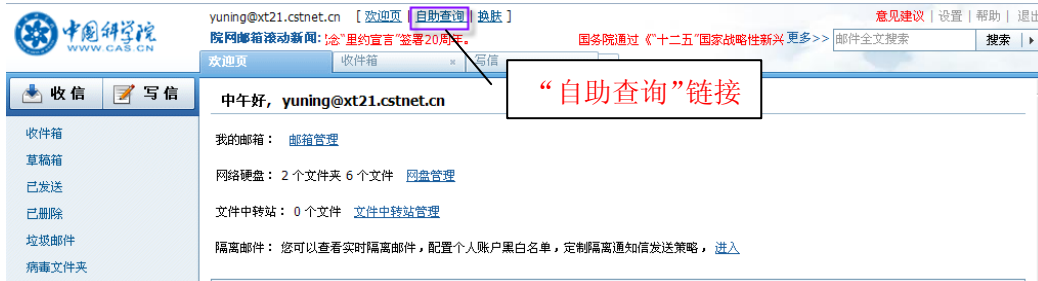 中国科学院
WWW.CAS.CN
yuning@xt21.cstnet.cn [ 欢迎页 | 自助查询 | 换肤 ]
意见建议 | 设置 | 帮助 | 退出
院网邮箱滚动新闻: 念"里约宣言"签署20周年。 国务院通过《"十二五"国家战略性新兴 更多>> 邮件全文搜索 搜索
欢迎页 收件箱 × 写信
收信 写信
“自助查询”链接
中午好, yuning@xt21.cstnet.cn
收件箱
草稿箱
已发送
已删除
垃圾邮件
病毒文件夹
我的邮箱: 邮箱管理
网络硬盘: 2 个文件夹 6 个文件 网盘管理
文件中转站: 0 个文件 文件中转站管理
隔离邮件: 您可以查看实时隔离邮件,配置个人账户黑白名单,定制隔离通知信发送策略, 进入